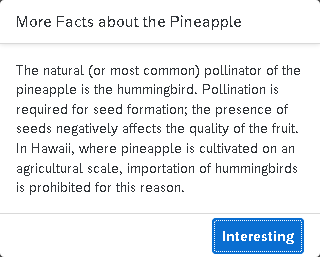 More Facts about the Pineapple
The natural (or most common) pollinator of the
pineapple is the hummingbird. Pollination is
required for seed formation; the presence of
seeds negatively affects the quality of the fruit.
In Hawaii, where pineapple is cultivated on an
agricultural scale, importation of hummingbirds
is prohibited for this reason.
Interesting